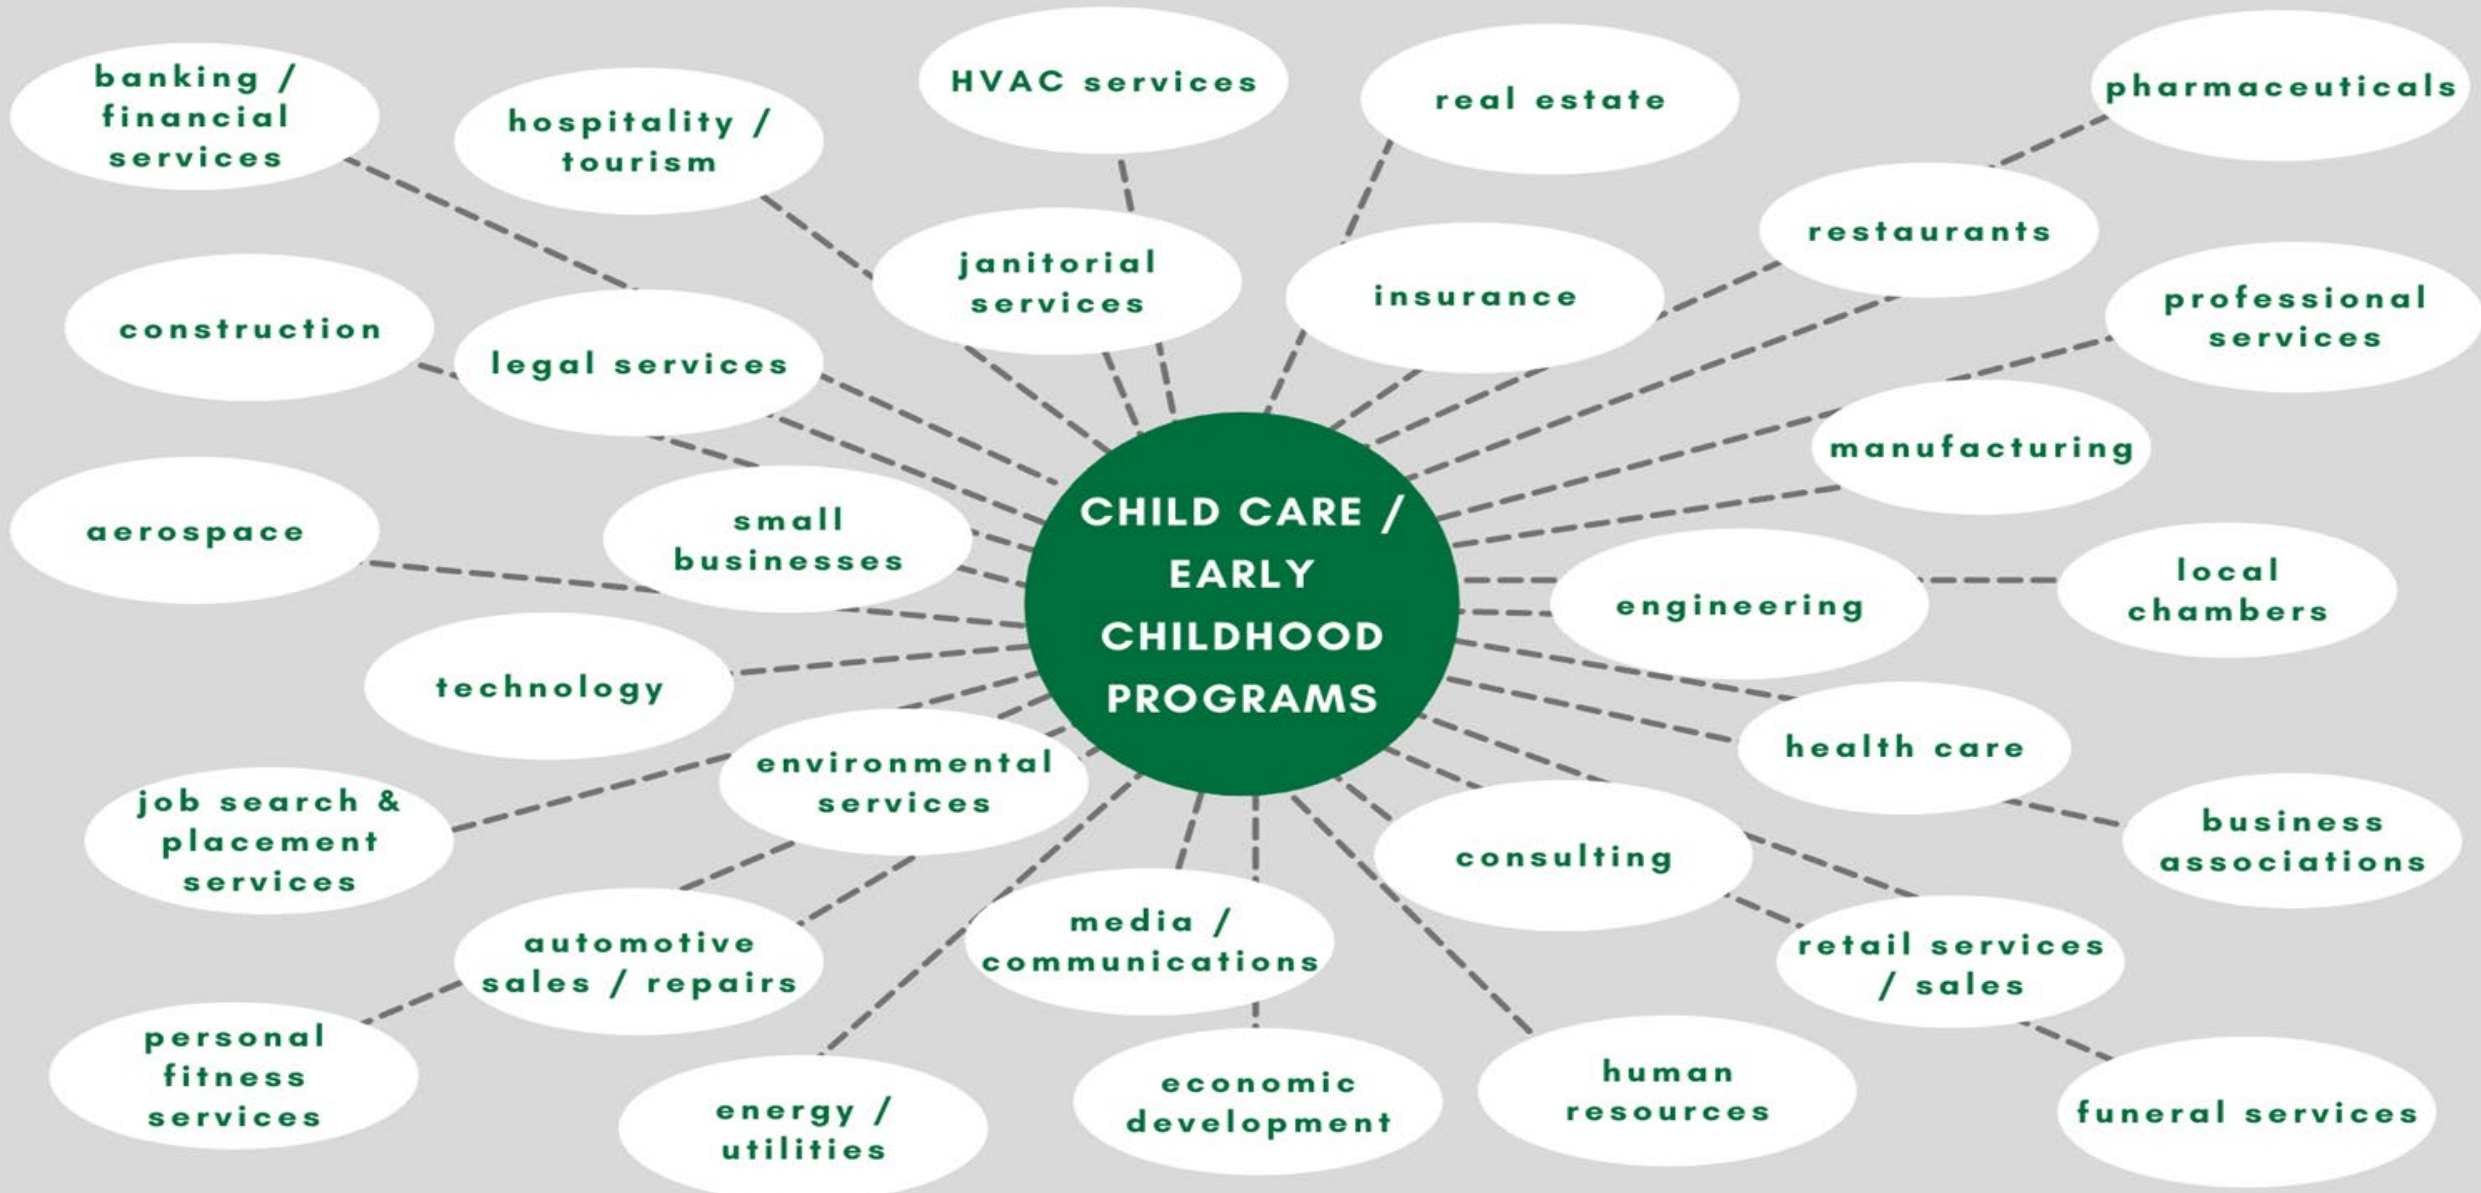 banking /
financial
services
hospitality /
tourism
HVAC services
real estate
pharmaceuticals
construction
legal services
janitorial
services
insurance
restaurants
professional
services
manufacturing
aerospace
small
businesses
CHILD CARE /
EARLY
CHILDHOOD
PROGRAMS
engineering
local
chambers
technology
environmental
services
health care
job search &
placement
services
consulting
business
associations
automotive
sales / repairs
media /
communications
retail services
/ sales
personal
fitness
services
energy /
utilities
economic
development
human
resources
funeral services